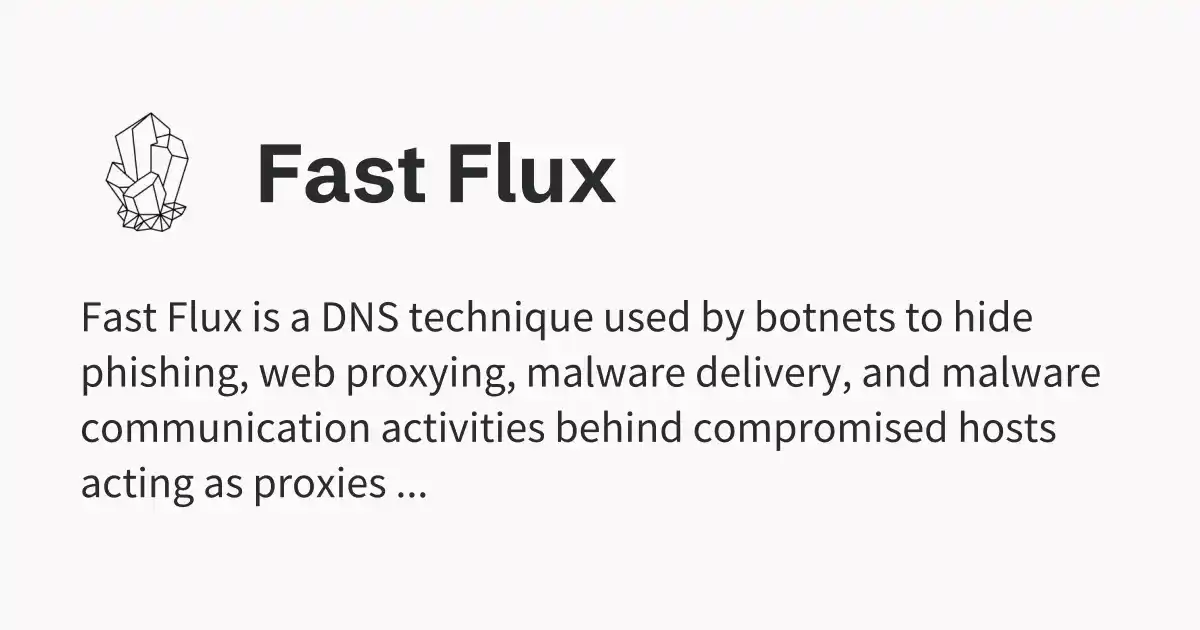 Fast Flux
Fast Flux is a DNS technique used by botnets to hide
phishing, web proxying, malware delivery, and malware
communication activities behind compromised hosts
acting as proxies ...